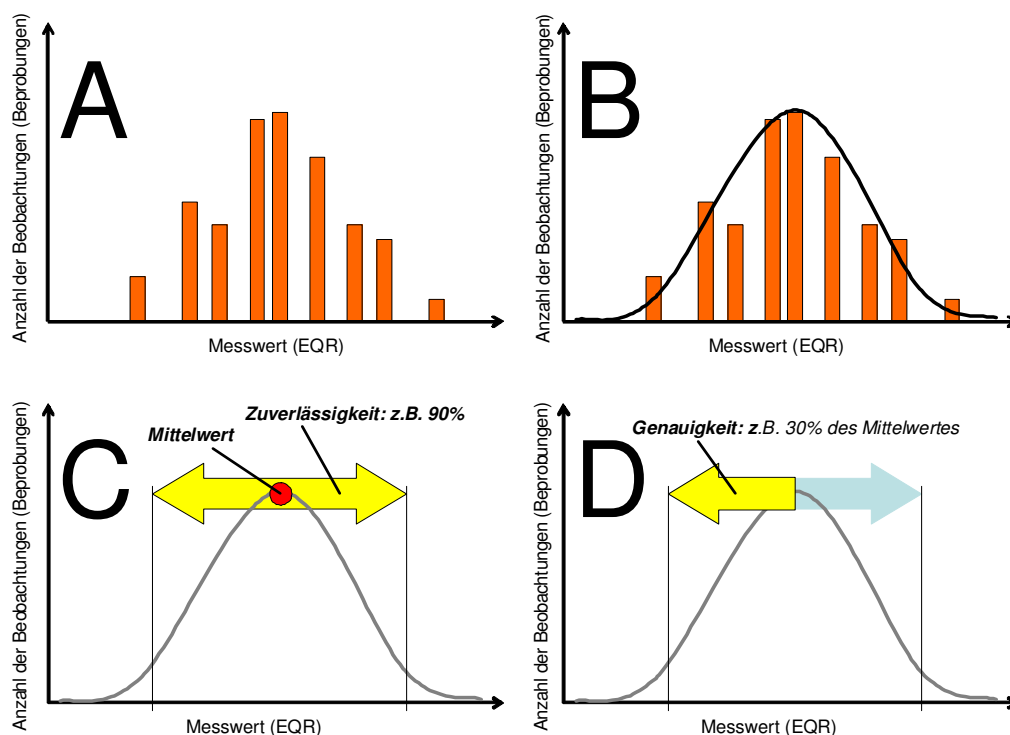 A
Anzahl der Beobachtungen (Beprobungen)
Messwert (EQR)
B
Anzahl der Beobachtungen (Beprobungen)
Messwert (EQR)
C
Anzahl der Beobachtungen (Beprobungen)
Zuverlässigkeit: z.B. 90%
Mittelwert
Messwert (EQR)
D
Anzahl der Beobachtungen (Beprobungen)
Genauigkeit: z.B. 30% des Mittelwertes
Messwert (EQR)